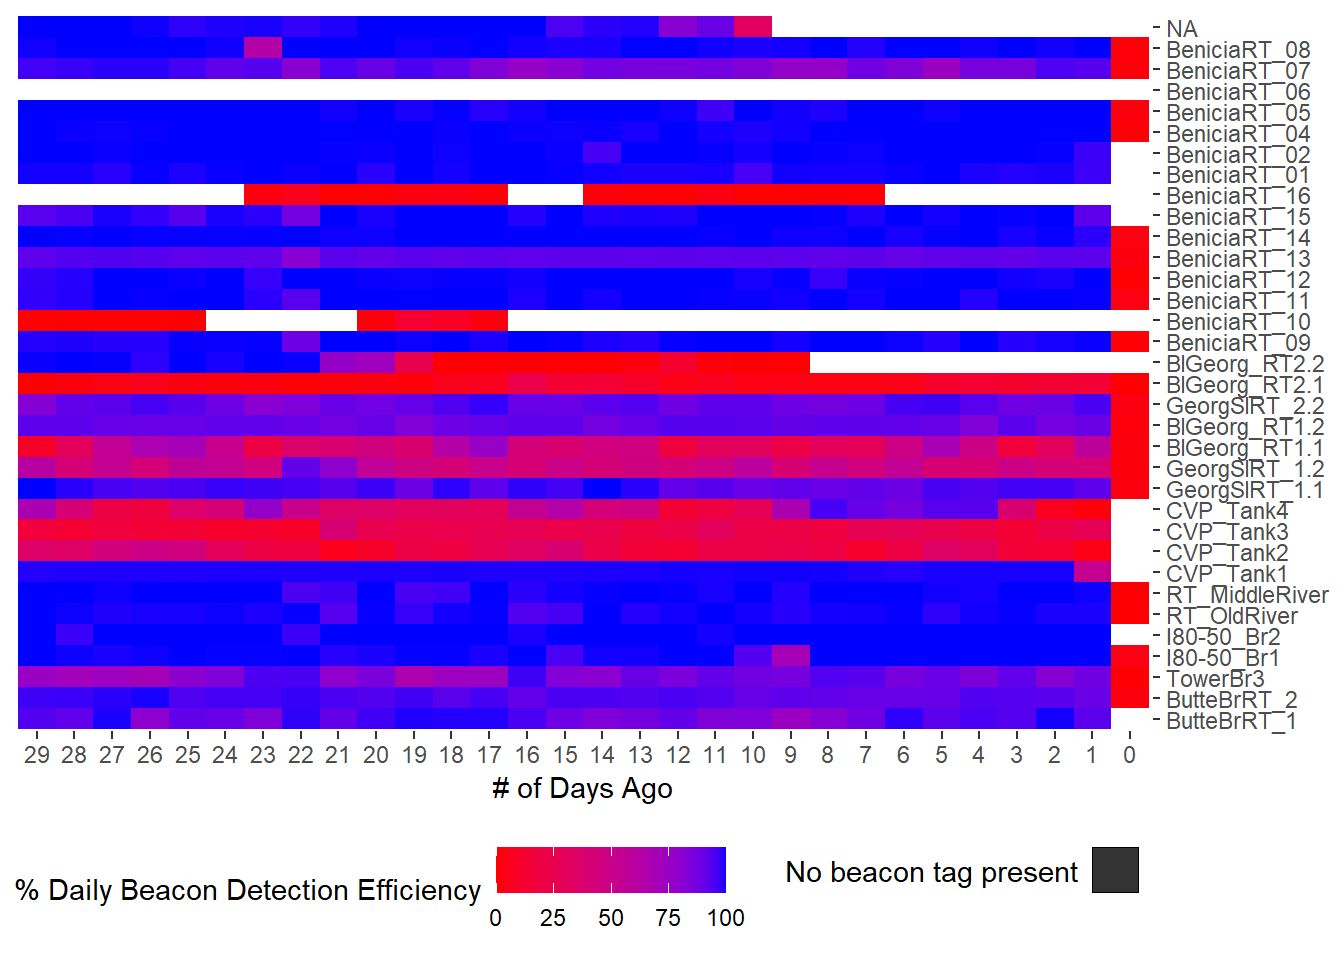 NA
BeniciaRT_08
BeniciaRT_07
BeniciaRT_06
BeniciaRT_05
BeniciaRT_04
BeniciaRT_02
BeniciaRT_01
BeniciaRT_16
BeniciaRT_15
BeniciaRT_14
BeniciaRT_13
BeniciaRT_12
BeniciaRT_11
BeniciaRT_10
BeniciaRT_09
BlGeorg_RT2.2
BlGeorg_RT2.1
GeorgSlRT_2.2
BlGeorg_RT1.2
BlGeorg_RT1.1
GeorgSlRT_1.2
GeorgSlRT_1.1
CVP_Tank4
CVP_Tank3
CVP_Tank2
CVP_Tank1
RT_MiddleRiver
RT_OldRiver
I80-50_Br2
I80-50_Br1
TowerBr3
ButteBrRT_2
ButteBrRT_1
29 28 27 26 25 24 23 22 21 20 19 18 17 16 15 14 13 12 11 10 9 8 7 6 5 4 3 2 1 0
# of Days Ago
% Daily Beacon Detection Efficiency
0 25 50 75 100
No beacon tag present